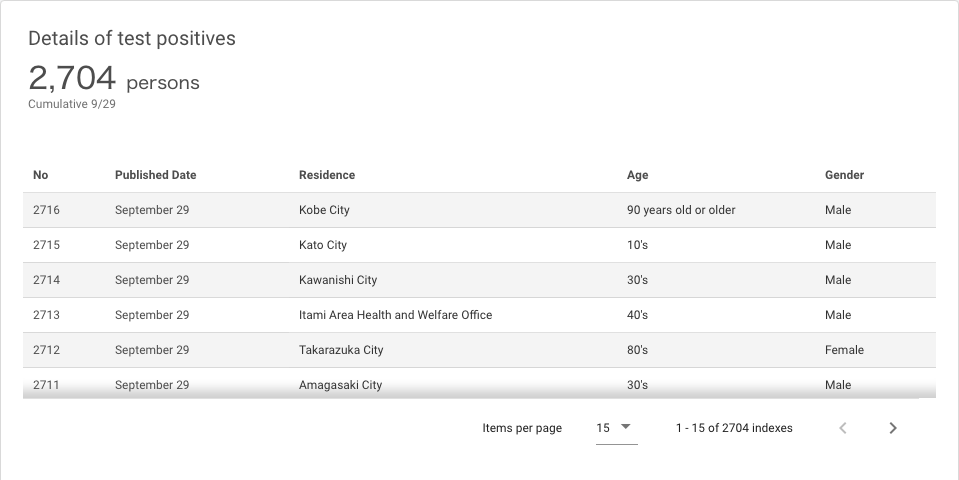 Details of test positives
2,704 persons
Cumulative 9/29
No Published Date Residence Age Gender
2716 September 29 Kobe City 90 years old or older Male
2715 September 29 Kato City 10's Male
2714 September 29 Kawanishi City 30's Male
2713 September 29 Itami Area Health and Welfare Office 40's Male
2712 September 29 Takarazuka City 80's Female
2711 September 29 Amagasaki City 30's Male
Items per page 15 1 - 15 of 2704 indexes